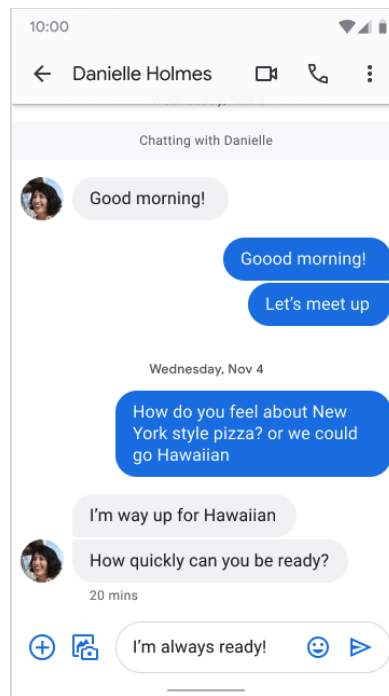 10:00
Danielle Holmes
Chatting with Danielle
Good morning!
Goood morning!
Let's meet up
Wednesday, Nov 4
How do you feel about New
York style pizza? or we could
go Hawaiian
I'm way up for Hawaiian
How quickly can you be ready?
20 mins
I'm always ready!